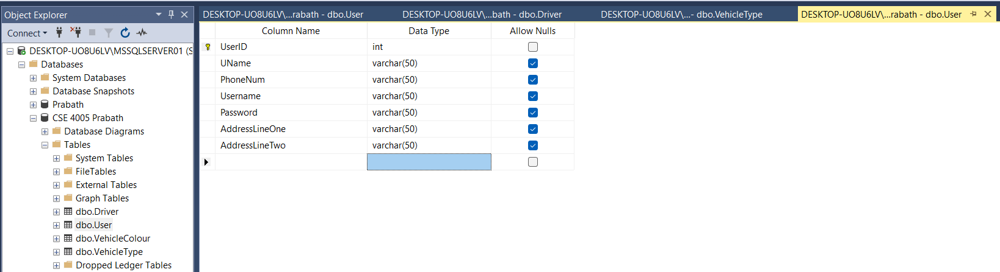 Object Explorer
Connect
DESKTOP-UO8U6LV\MSSQLSERVER01 (S
Databases
System Databases
Database Snapshots
Prabath
CSE 4005 Prabath
Database Diagrams
Tables
System Tables
FileTables
External Tables
Graph Tables
dbo.Driver
dbo.User
dbo.VehicleColour
dbo.VehicleType
Dropped Ledger Tables
DESKTOP-UO8U6LV\...rabath - dbo.User DESKTOP-UO8U6LV\...bath - dbo.Driver DESKTOP-UO8U6LV\...- dbo.VehicleType DESKTOP-UO8U6LV\...rabath - dbo.User
Column Name Data Type Allow Nulls
UserID int
UName varchar(50)
PhoneNum varchar(50)
Username varchar(50)
Password varchar(50)
AddressLineOne varchar(50)
AddressLineTwo varchar(50)